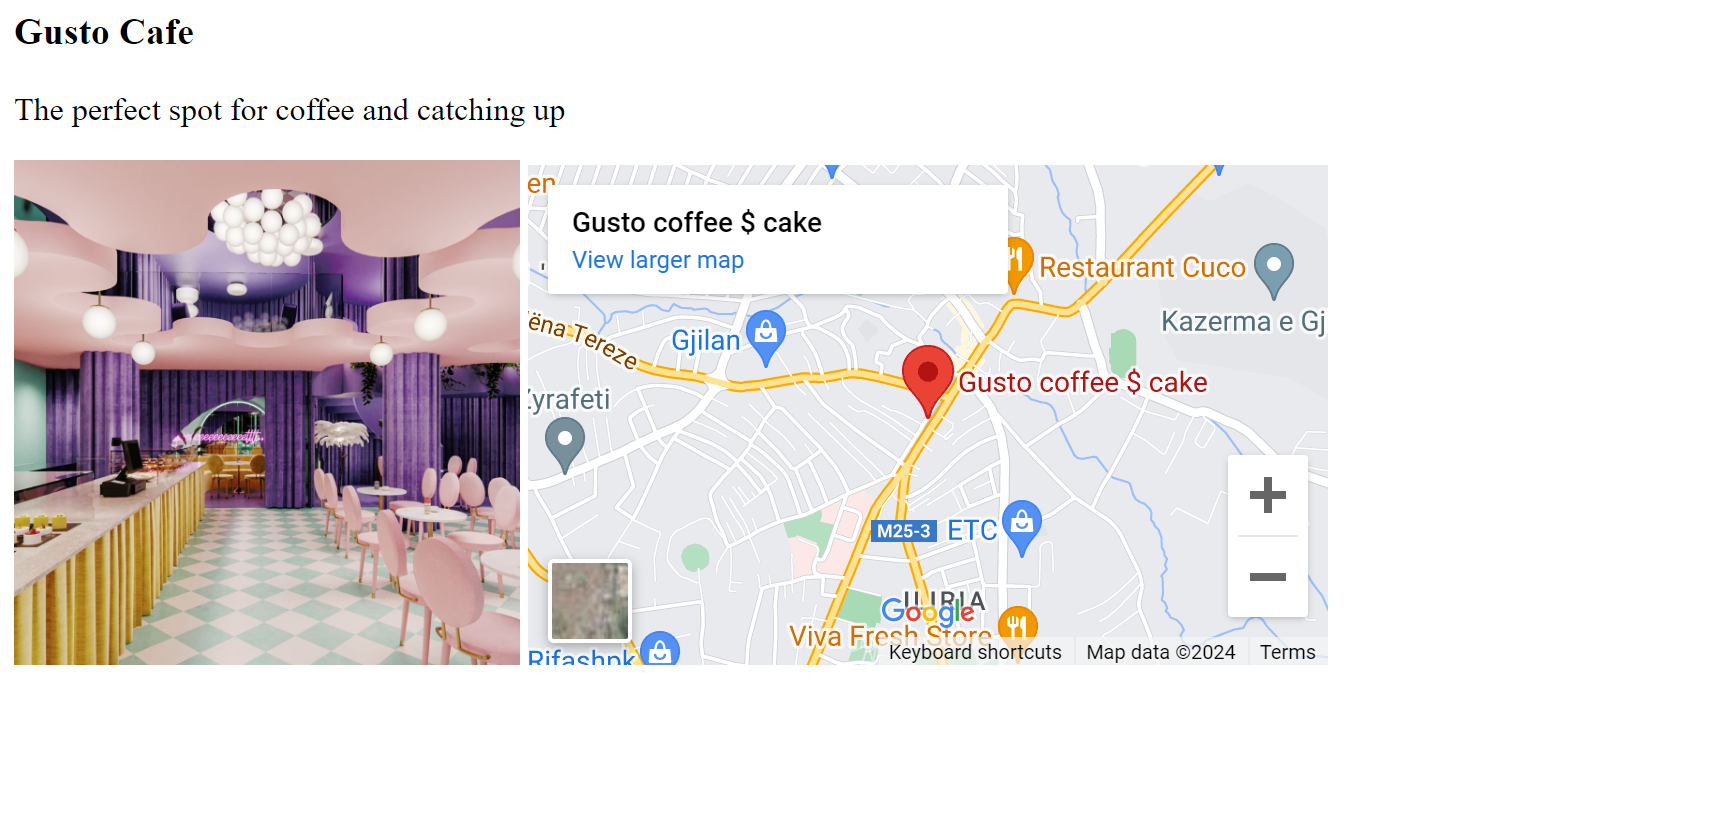 Gusto Cafe
The perfect spot for coffee and catching up
en
Gusto coffee $ cake
View larger map
Restaurant Cuco
Kazerma e Gj
ëna Tereze
Gjilan
Gusto coffee $ cake
Zyrafeti
M25-3
ETC
ILIRIA
Google
Viva Fresh Store
Rifashpk
Keyboard shortcuts
Map data ©2024
Terms